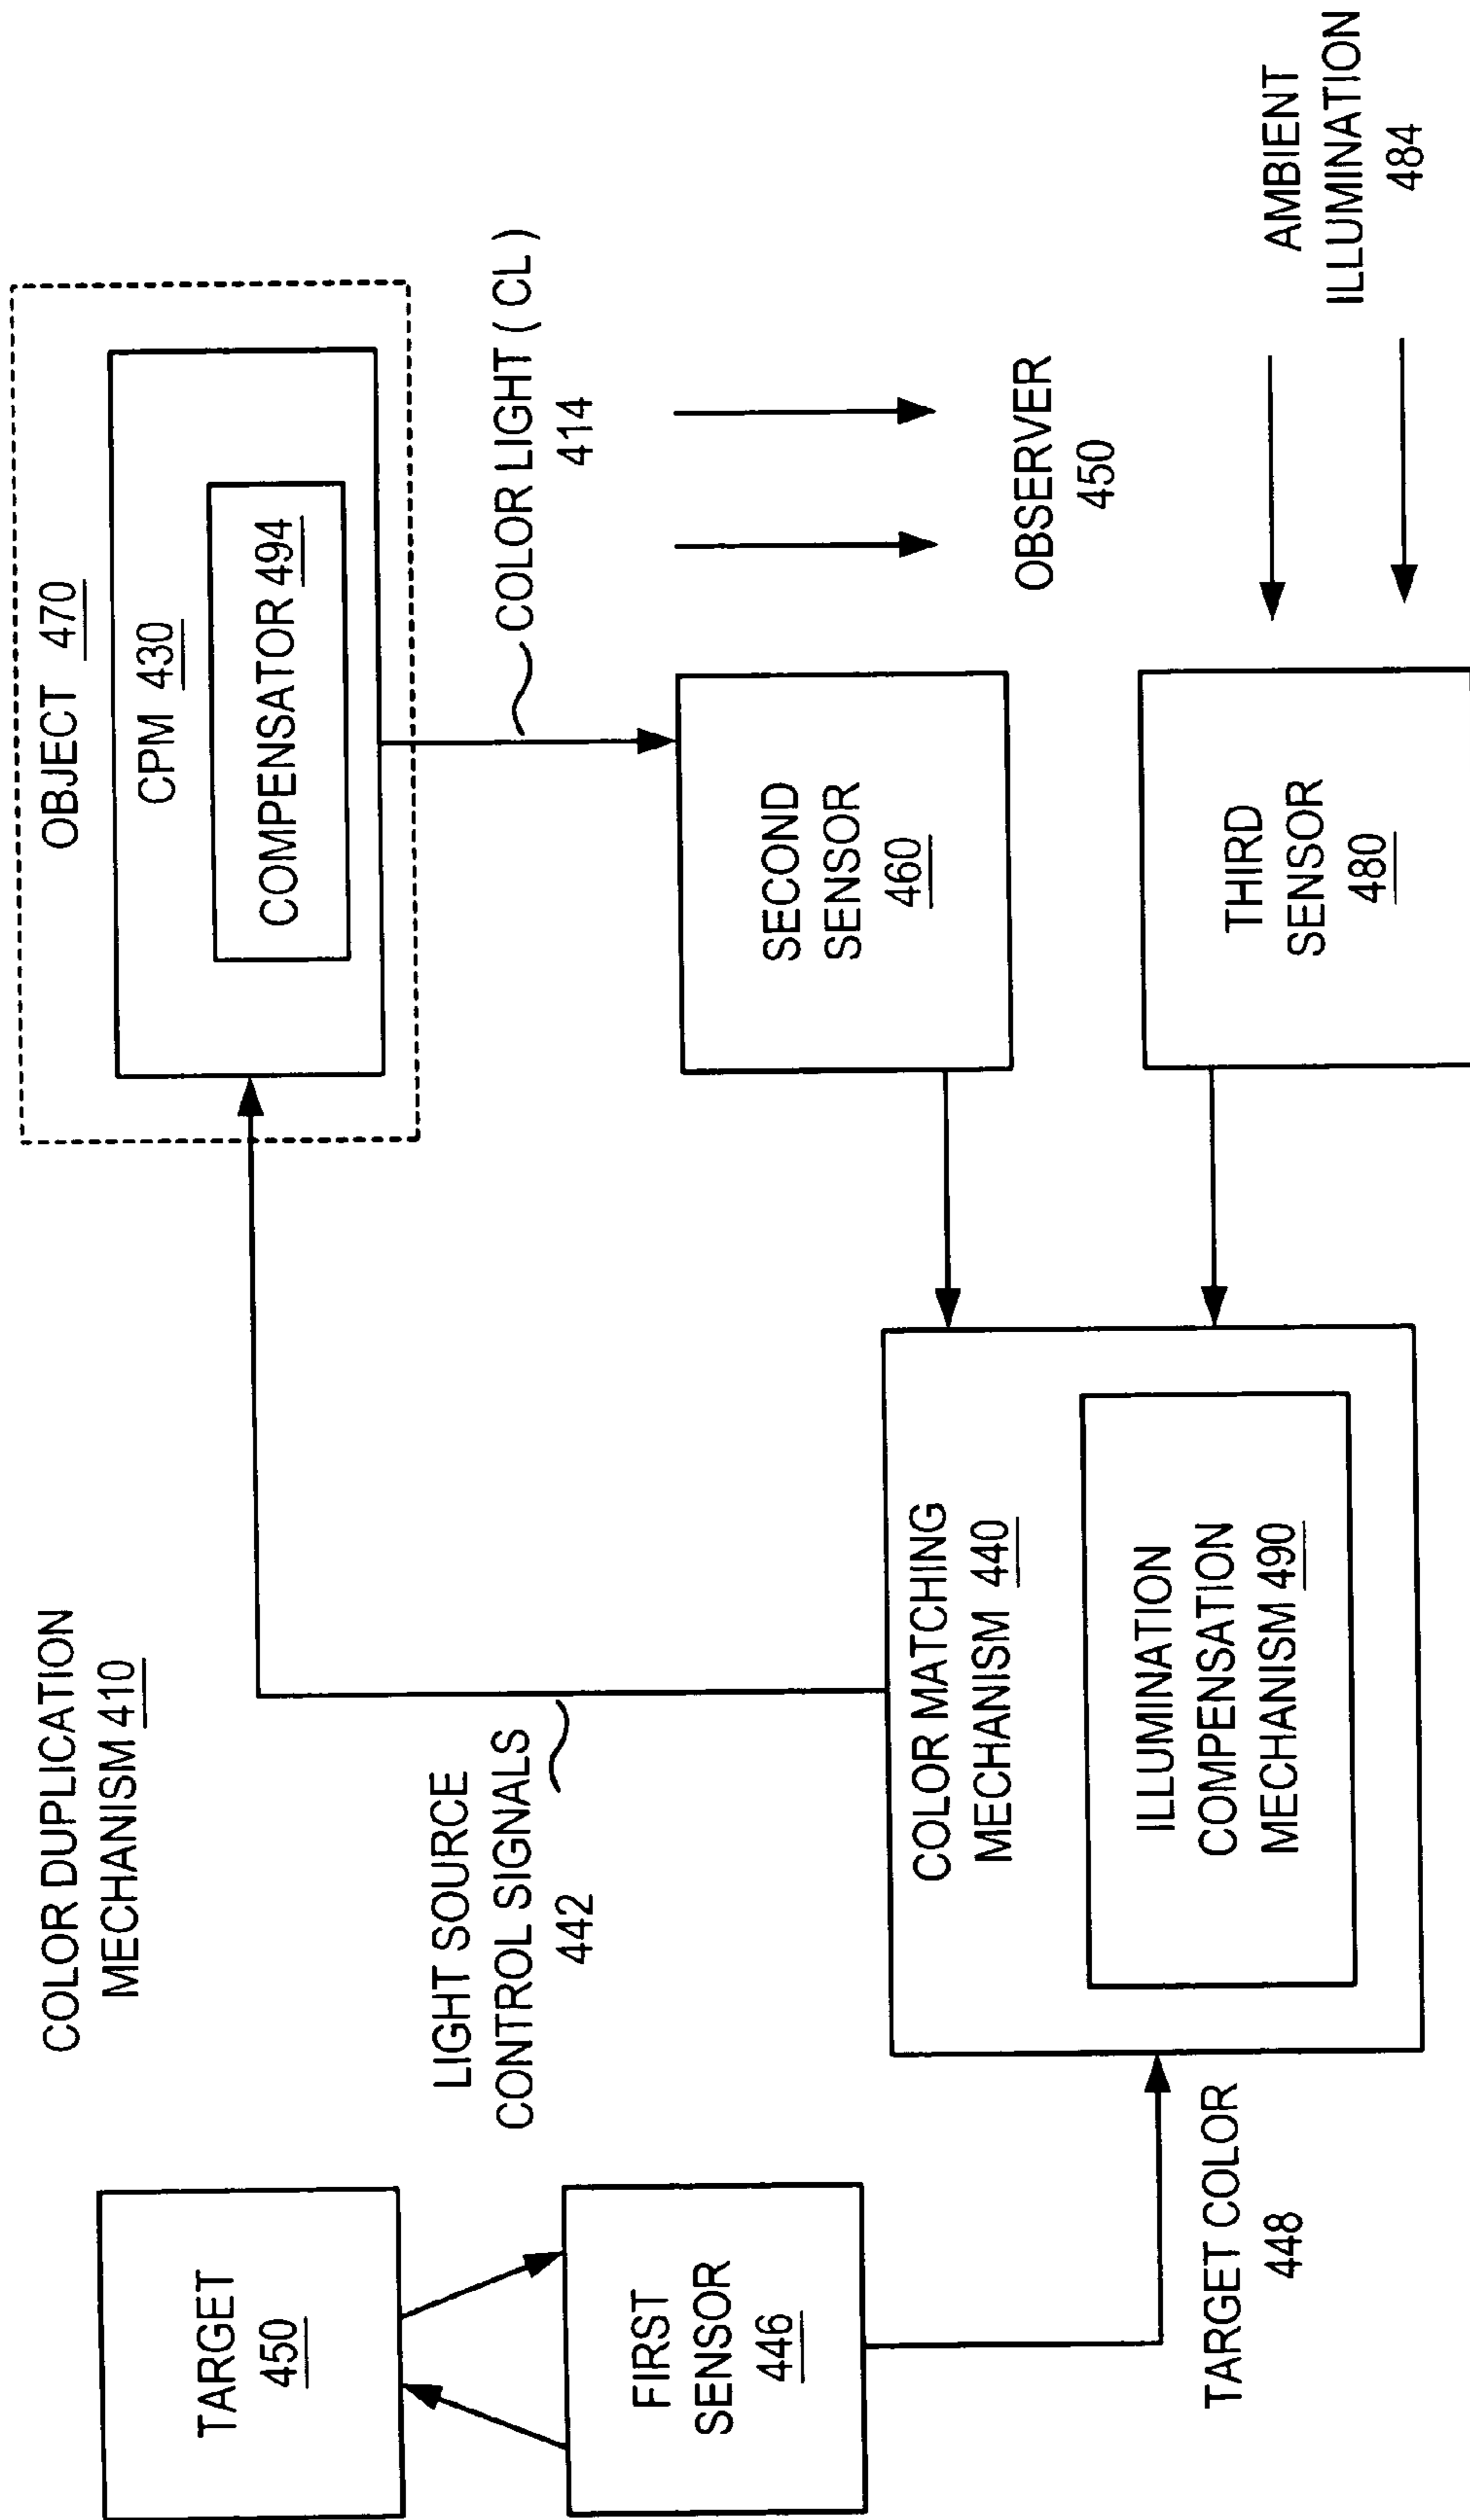 COLOR DUPLICATION
MECHANISM 410
OBJECT 470
CPM 430
COMPENSATOR 494
TARGET
450
LIGHT SOURCE
CONTROL SIGNALS
442
COLOR LIGHT ( CL )
414
FIRST
SENSOR
446
SECOND
SENSOR
460
OBSERVER
450
COLOR MATCHING
MECHANISM 440
ILLUMINATION
COMPENSATION
MECHANISM 490
THIRD
SENSOR
480
AMBIENT
ILLUMINATION
484
TARGET COLOR
448